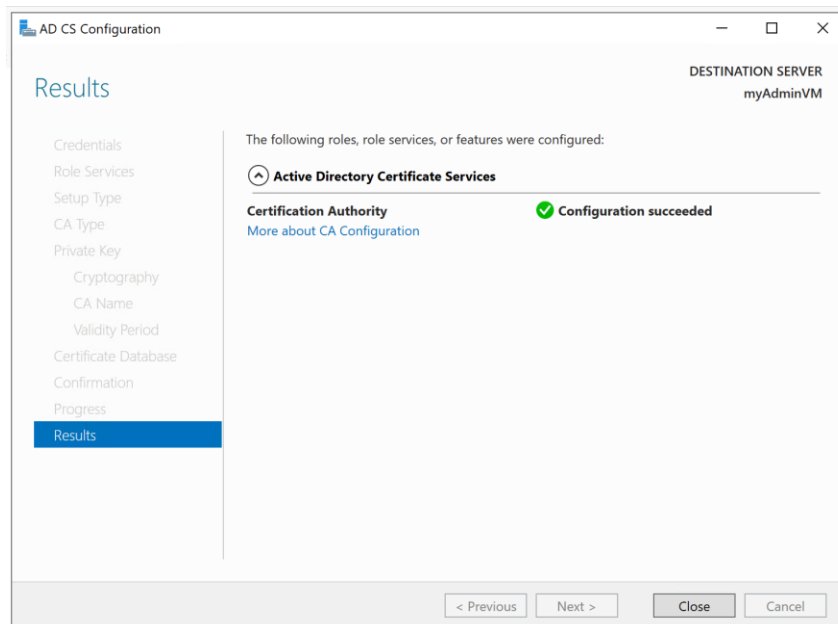 AD CS Configuration
Results
DESTINATION SERVER
myAdminVM
Credentials
Role Services
Setup Type
CA Type
Private Key
Cryptography
CA Name
Validity Period
Certificate Database
Confirmation
Progress
Results
The following roles, role services, or features were configured:
Active Directory Certificate Services
Certification Authority Configuration succeeded
More about CA Configuration
< Previous Next > Close Cancel